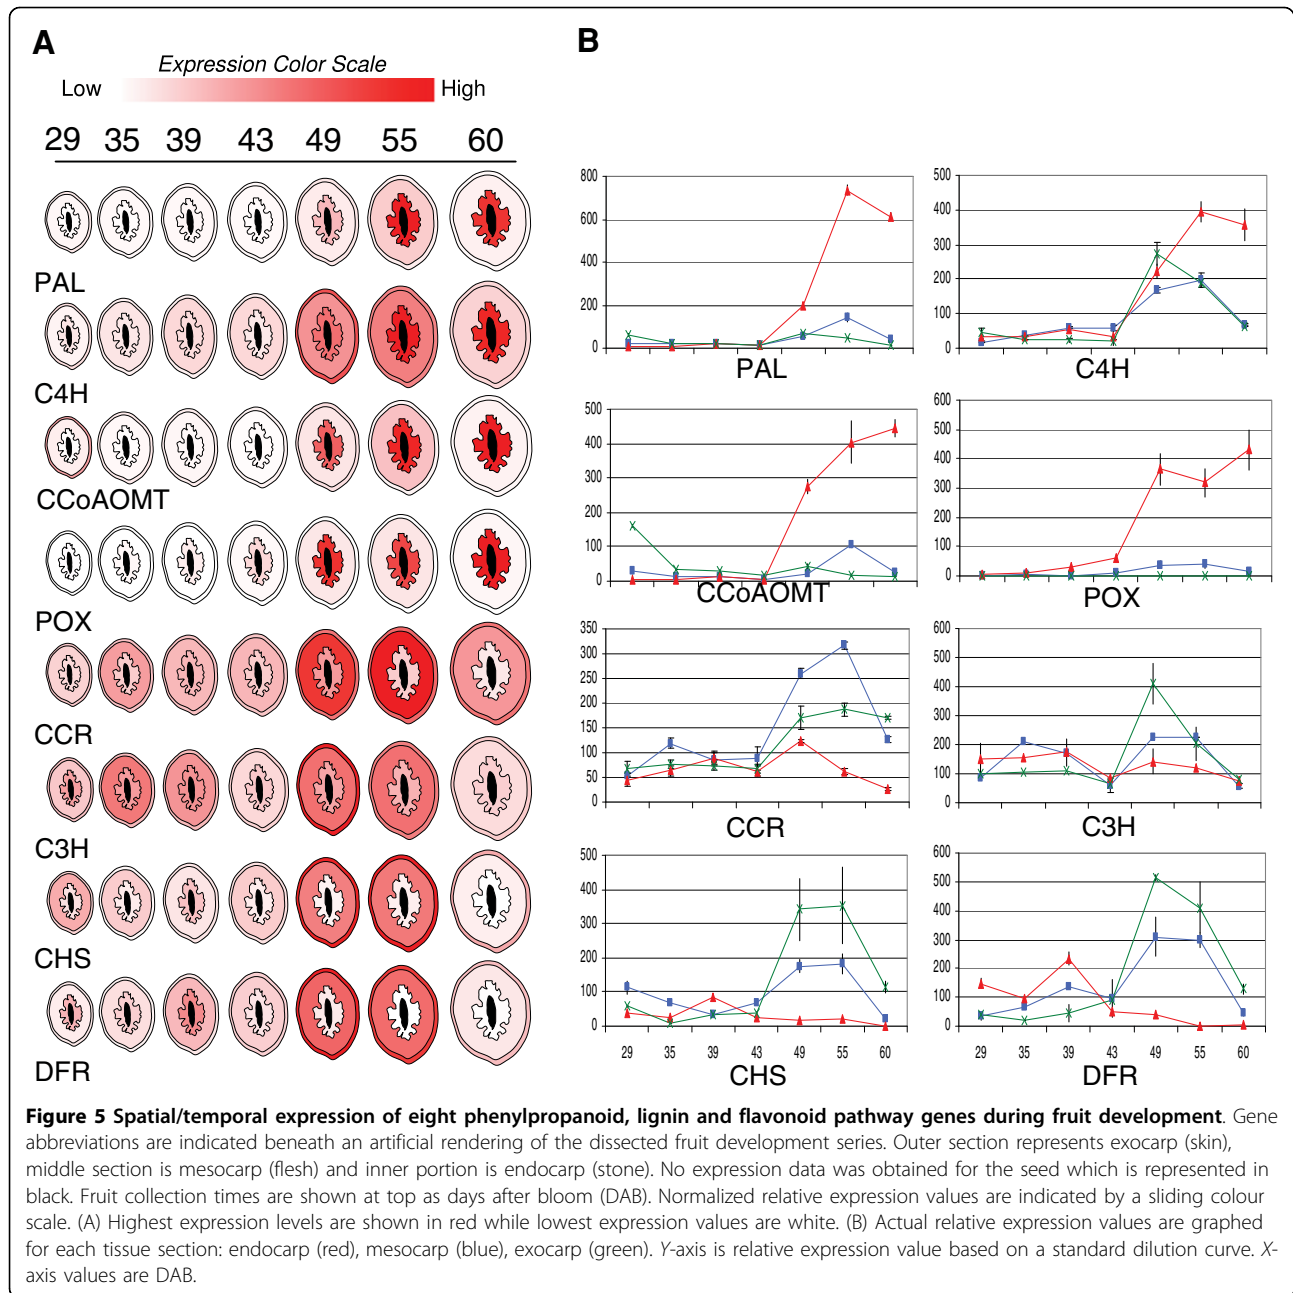 A
B
Expression Color Scale
Low
High
29 35 39 43 49 55 60
PAL
C4H
CCoAOMT
POX
CCR
C3H
CHS
DFR
800
600
400
200
0
PAL
500
400
300
200
100
0
C4H
500
400
300
200
100
0
CCoAOMT
600
500
400
300
200
100
0
POX
350
300
250
200
150
100
50
0
CCR
600
500
400
300
200
100
0
C3H
500
400
300
200
100
0
29 35 39 43 49 55 60
CHS
600
500
400
300
200
100
0
29 35 39 43 49 55 60
DFR
Figure 5 Spatial/temporal expression of eight phenylpropanoid, lignin and flavonoid pathway genes during fruit development. Gene
abbreviations are indicated beneath an artificial rendering of the dissected fruit development series. Outer section represents exocarp (skin),
middle section is mesocarp (flesh) and inner portion is endocarp (stone). No expression data was obtained for the seed which is represented in
black. Fruit collection times are shown at top as days after bloom (DAB). Normalized relative expression values are indicated by a sliding colour
scale. (A) Highest expression levels are shown in red while lowest expression values are white. (B) Actual relative expression values are graphed
for each tissue section: endocarp (red), mesocarp (blue), exocarp (green). Y-axis is relative expression value based on a standard dilution curve. X-
axis values are DAB.